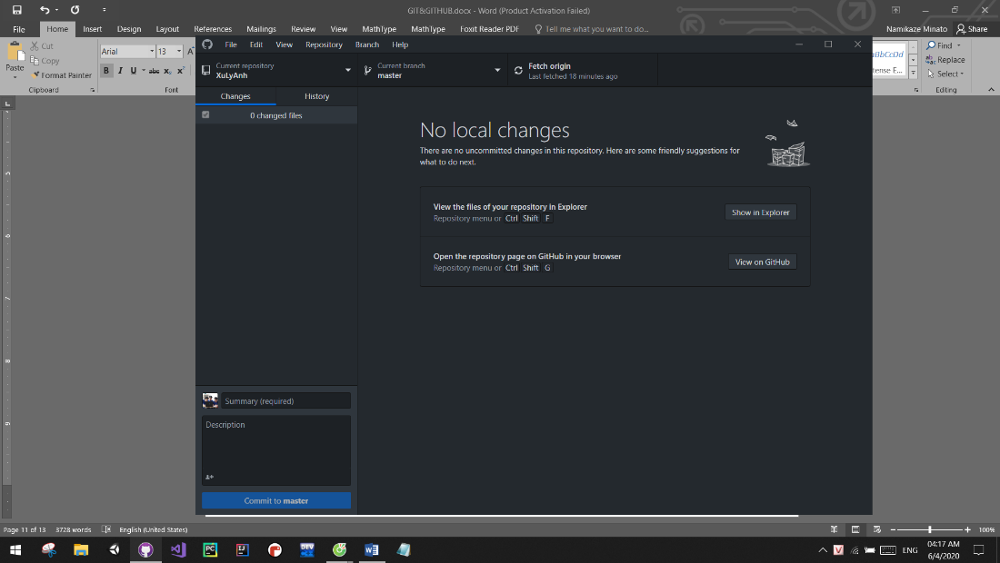 GIT&GITHUB.docx - Word (Product Activation Failed)
File Home Insert Design Layout References Mailings Review View MathType MathType Foxit Reader PDF Tell me what you want to do... Namikaze Minato Share
Paste
Cut
Copy
Format Painter
Clipboard
Arial 13
B I U abc X₂ X²
Font
AaBbCcDd
Intense E...
Find
Replace
Select
Editing
File Edit View Repository Branch Help
Current repository
XuLyAnh
Current branch
master
Fetch origin
Last fetched 18 minutes ago
Changes History
0 changed files
No local changes
There are no uncommitted changes in this repository. Here are some friendly suggestions for
what to do next.
View the files of your repository in Explorer
Repository menu or Ctrl Shift F
Show in Explorer
Open the repository page on GitHub in your browser
Repository menu or Ctrl Shift G
View on GitHub
Summary (required)
Description
Commit to master
Page 11 of 13 3728 words English (United States) 100%
ENG
04:17 AM
6/4/2020